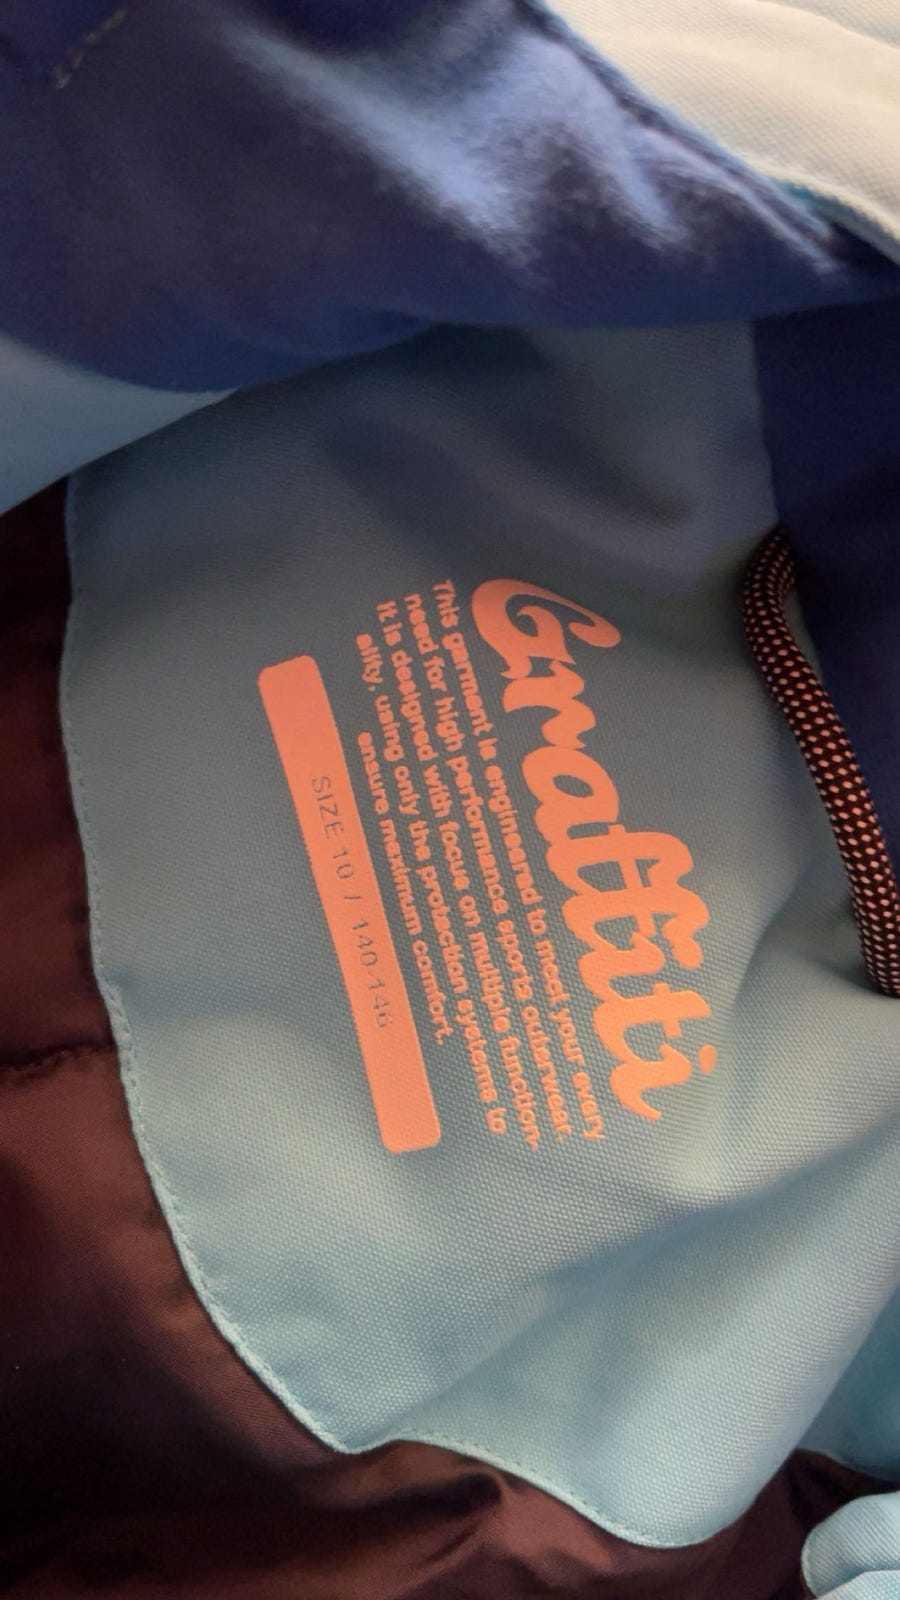 Graffiti
This garment is engineered to meet your every
need for high performance sports outerwear.
It is designed with focus on multiple function-
ality, using only the protection systems to
ensure maximum comfort.
SIZE 10 / 140-146